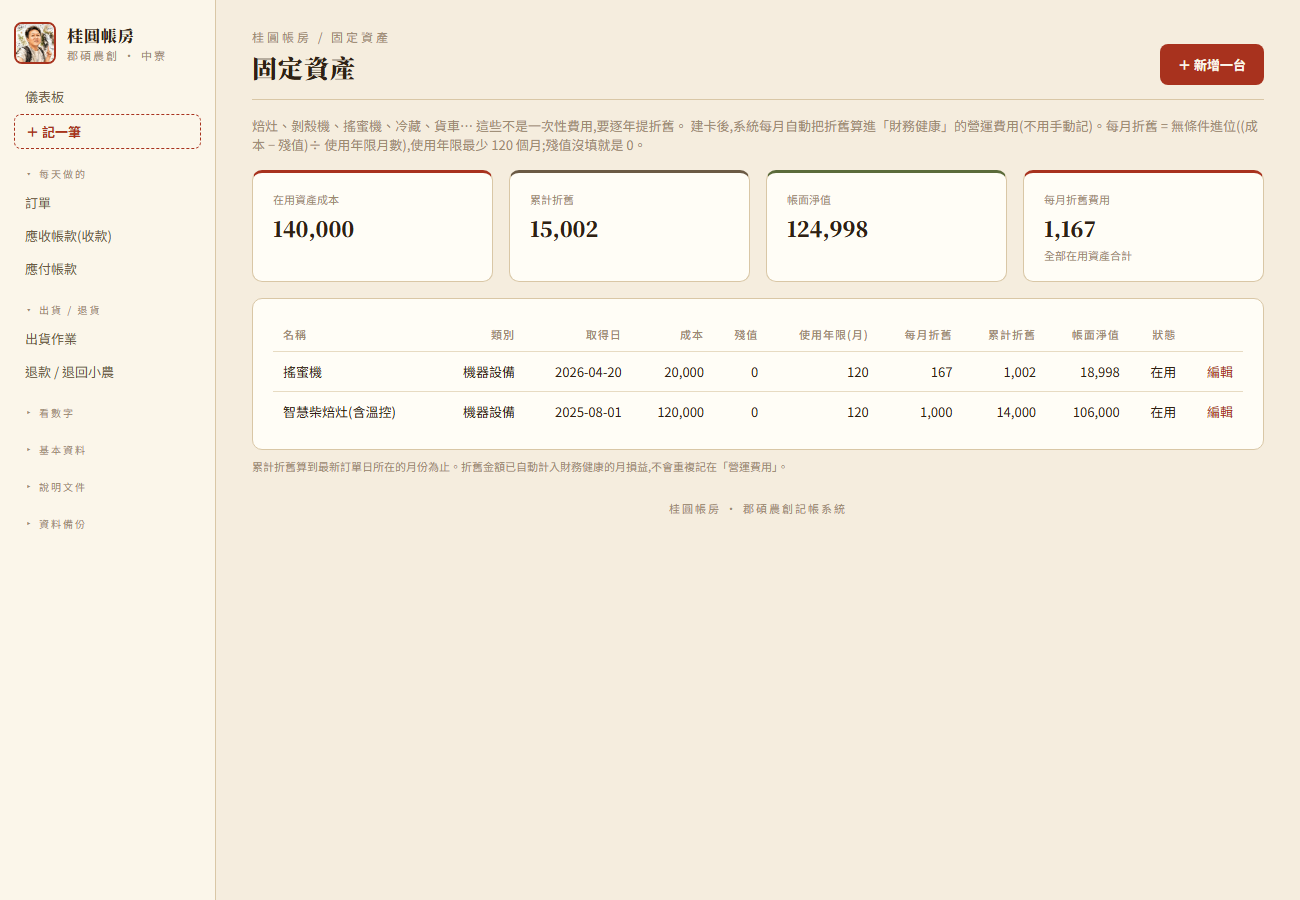 桂圓帳房
郡碩農創 · 中寮
儀表板
＋ 記一筆
每天做的
訂單
應收帳款(收款)
應付帳款
出貨 / 退貨
出貨作業
退款 / 退回小農
看數字
基本資料
說明文件
資料備份
桂圓帳房 / 固定資產
固定資產
＋ 新增一台
焙灶、剝殼機、搖蜜機、冷藏、貨車⋯ 這些不是一次性費用,要逐年提折舊。 建卡後,系統每月自動把折舊算進「財務健康」的營運費用(不用手動記)。每月折舊 = 無條件進位((成
本 − 殘值) ÷ 使用年限月數),使用年限最少 120 個月;殘值沒填就是 0。
在用資產成本
140,000
累計折舊
15,002
帳面淨值
124,998
每月折舊費用
1,167
全部在用資產合計
名稱 類別 取得日 成本 殘值 使用年限(月) 每月折舊 累計折舊 帳面淨值 狀態
搖蜜機 機器設備 2026-04-20 20,000 0 120 167 1,002 18,998 在用 編輯
智慧柴焙灶(含溫控) 機器設備 2025-08-01 120,000 0 120 1,000 14,000 106,000 在用 編輯
累計折舊算到最新訂單日所在的月份為止。折舊金額已自動計入財務健康的月損益,不會重複記在「營運費用」。
桂圓帳房 · 郡碩農創記帳系統